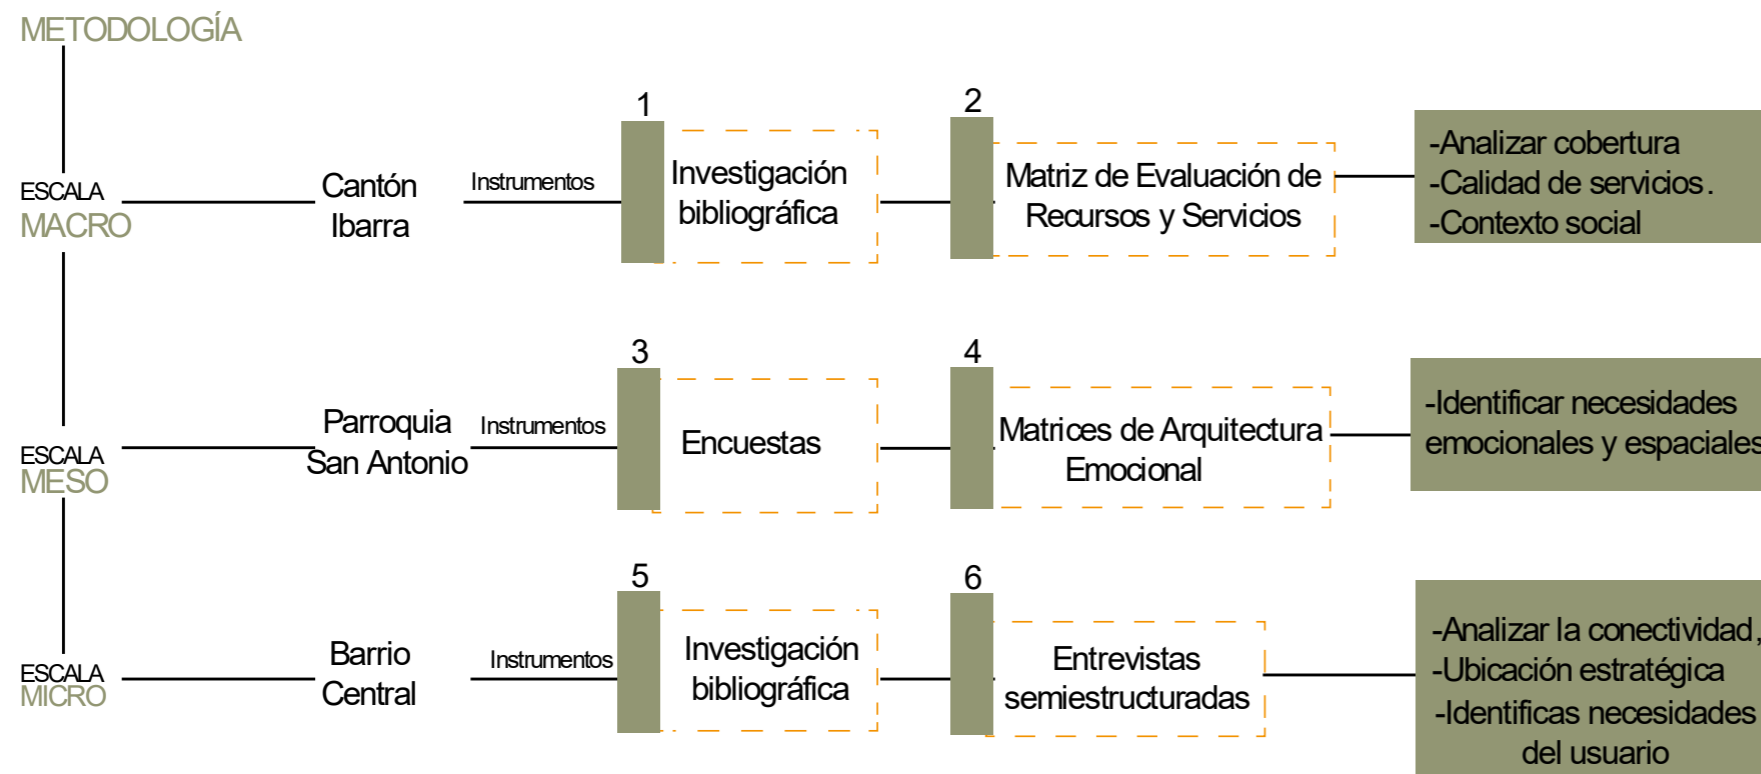 METODOLOGÍA
1
2
ESCALA
MACRO
Cantón
Ibarra
Instrumentos
Investigación
bibliográfica
Matriz de Evaluación de
Recursos y Servicios
-Analizar cobertura
-Calidad de servicios.
-Contexto social
3
4
ESCALA
MESO
Parroquia
San Antonio
Instrumentos
Encuestas
Matrices de Arquitectura
Emocional
-Identificar necesidades
emocionales y espaciales
5
6
ESCALA
MICRO
Barrio
Central
Instrumentos
Investigación
bibliográfica
Entrevistas
semiestructuradas
-Analizar la conectividad,
-Ubicación estratégica
-Identificas necesidades
del usuario